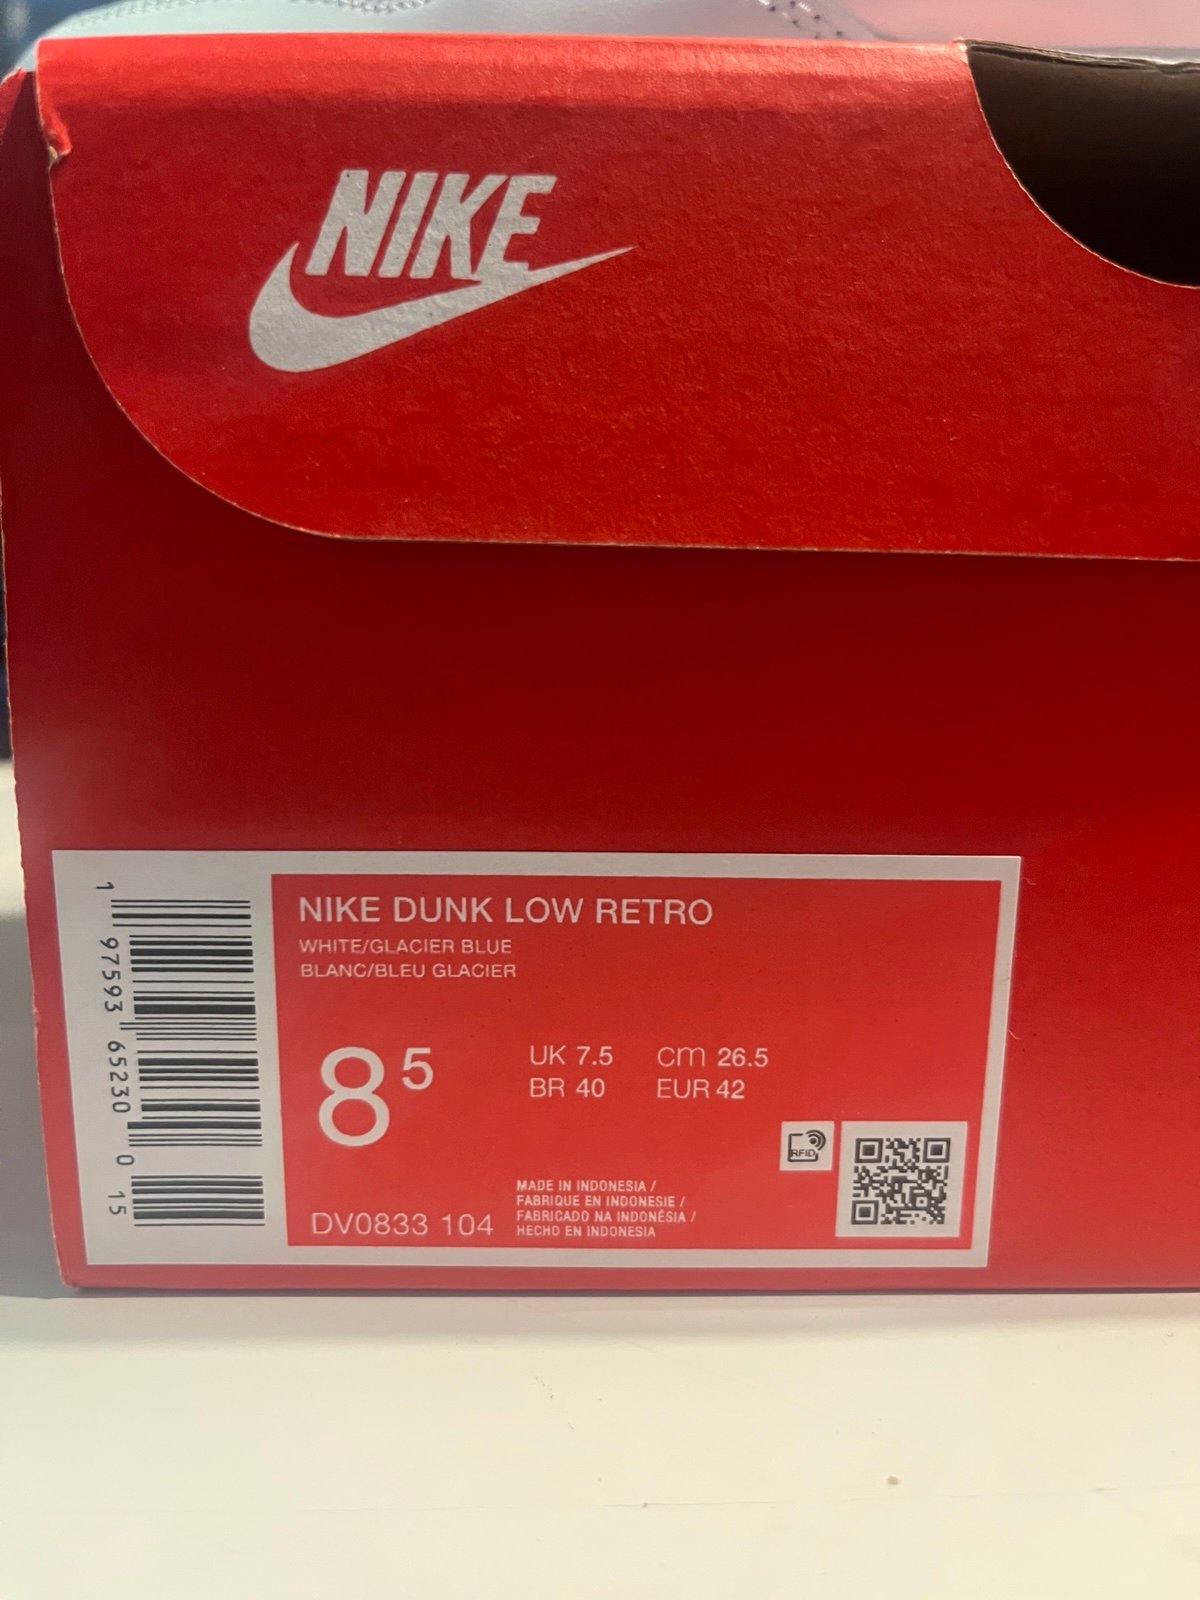 NIKE
NIKE DUNK LOW RETRO
WHITE/GLACIER BLUE
BLANC/BLEU GLACIER
8 5
UK 7.5 cm 26.5
BR 40 EUR 42
RFID
MADE IN INDONESIA /
FABRIQUE EN INDONESIE /
FABRICADO NA INDONÉSIA /
HECHO EN INDONESIA
DV0833 104
1 97593 65230 0 15